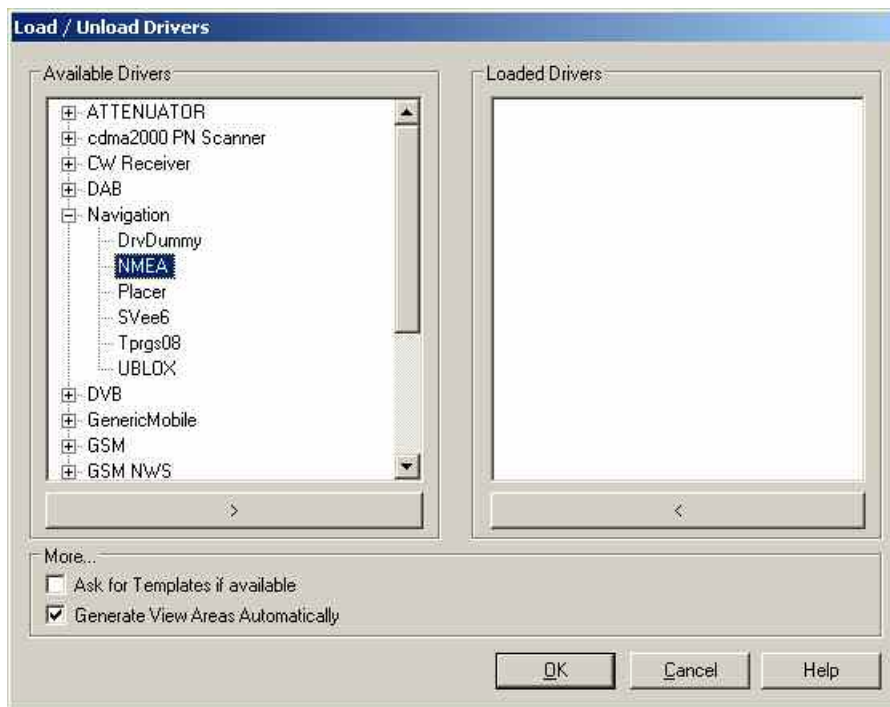 Load / Unload Drivers
Available Drivers
ATTENUATOR
cdma2000 PN Scanner
CW Receiver
DAB
Navigation
DrvDummy
NMEA
Placer
SVee6
Tprgs08
UBLOX
DVB
GenericMobile
GSM
GSM NWS
>
Loaded Drivers
<
More...
Ask for Templates if available
Generate View Areas Automatically
OK Cancel Help